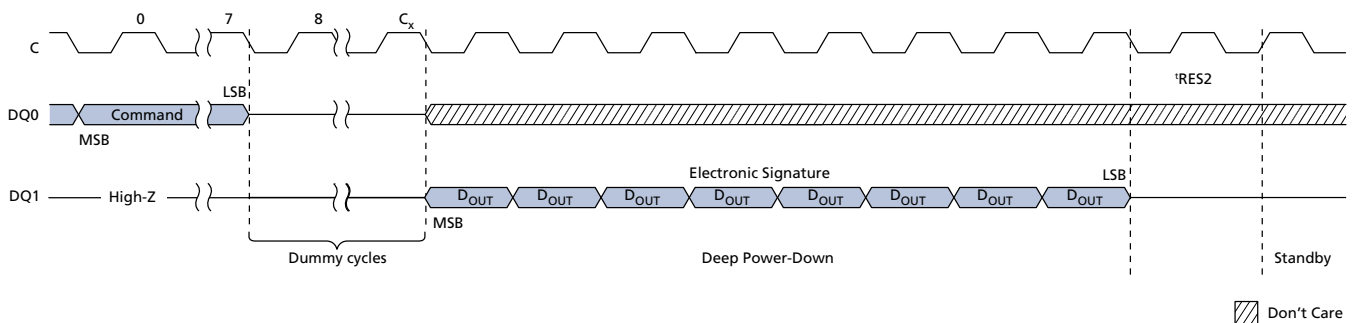 0 7 8 Cx
C
tRES2
LSB
DQ0 Command
MSB
Electronic Signature LSB
DQ1 High-Z DOUT DOUT DOUT DOUT DOUT DOUT DOUT DOUT
MSB
Dummy cycles Deep Power-Down Standby
Don't Care